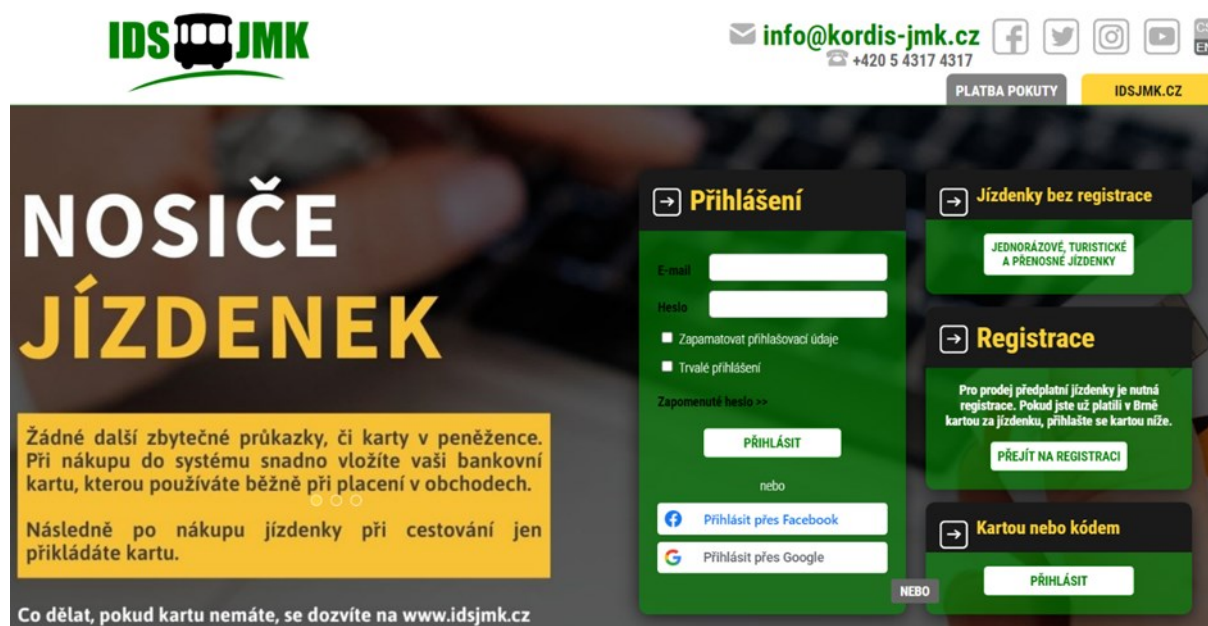 IDS JMK
info@kordis-jmk.cz
+420 5 4317 4317
CS
EN
PLATBA POKUTY
IDSJMK.CZ
NOSIČE
JÍZDENEK
Žádné další zbytečné průkazky, či karty v peněžence.
Při nákupu do systému snadno vložíte vaši bankovní
kartu, kterou používáte běžně při placení v obchodech.
Následně po nákupu jízdenky při cestování jen
přikládáte kartu.
Co dělat, pokud kartu nemáte, se dozvíte na www.idsjmk.cz
Přihlášení
E-mail
Heslo
Zapamatovat přihlašovací údaje
Trvalé přihlášení
Zapomenuté heslo >>
PŘIHLÁSIT
nebo
Přihlásit přes Facebook
Přihlásit přes Google
NEBO
Jízdenky bez registrace
JEDNORÁZOVÉ, TURISTICKÉ
A PŘENOSNÉ JÍZDENKY
Registrace
Pro prodej předplatní jízdenky je nutná
registrace. Pokud jste už platili v Brně
kartou za jízdenku, přihlašte se kartou níže.
PŘEJÍT NA REGISTRACI
Kartou nebo kódem
PŘIHLÁSIT